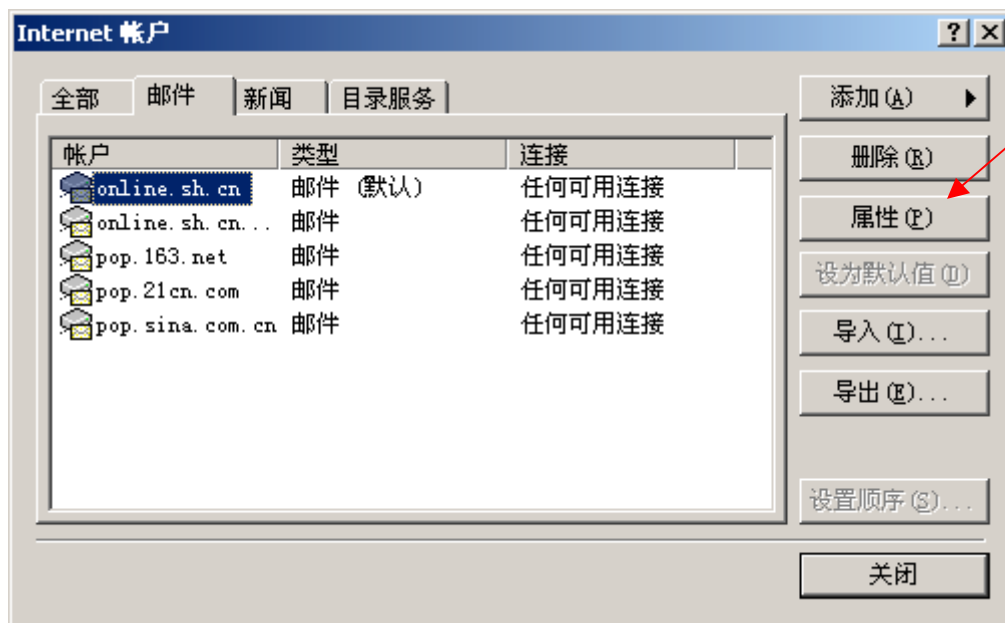 Internet 帐户
全部 邮件 新闻 目录服务
添加(A)
删除(R)
属性(P)
设为默认值(D)
导入(I)...
导出(E)...
设置顺序(S)...
关闭
帐户 类型 连接
online.sh.cn 邮件 (默认) 任何可用连接
online.sh.cn... 邮件 任何可用连接
pop.163.net 邮件 任何可用连接
pop.21cn.com 邮件 任何可用连接
pop.sina.com.cn 邮件 任何可用连接